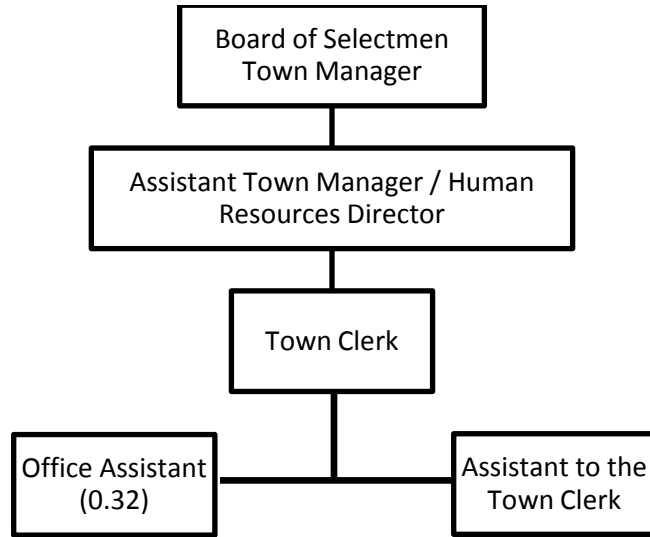 Board of Selectmen
Town Manager
Assistant Town Manager / Human
Resources Director
Town Clerk
Office Assistant
(0.32)
Assistant to the
Town Clerk